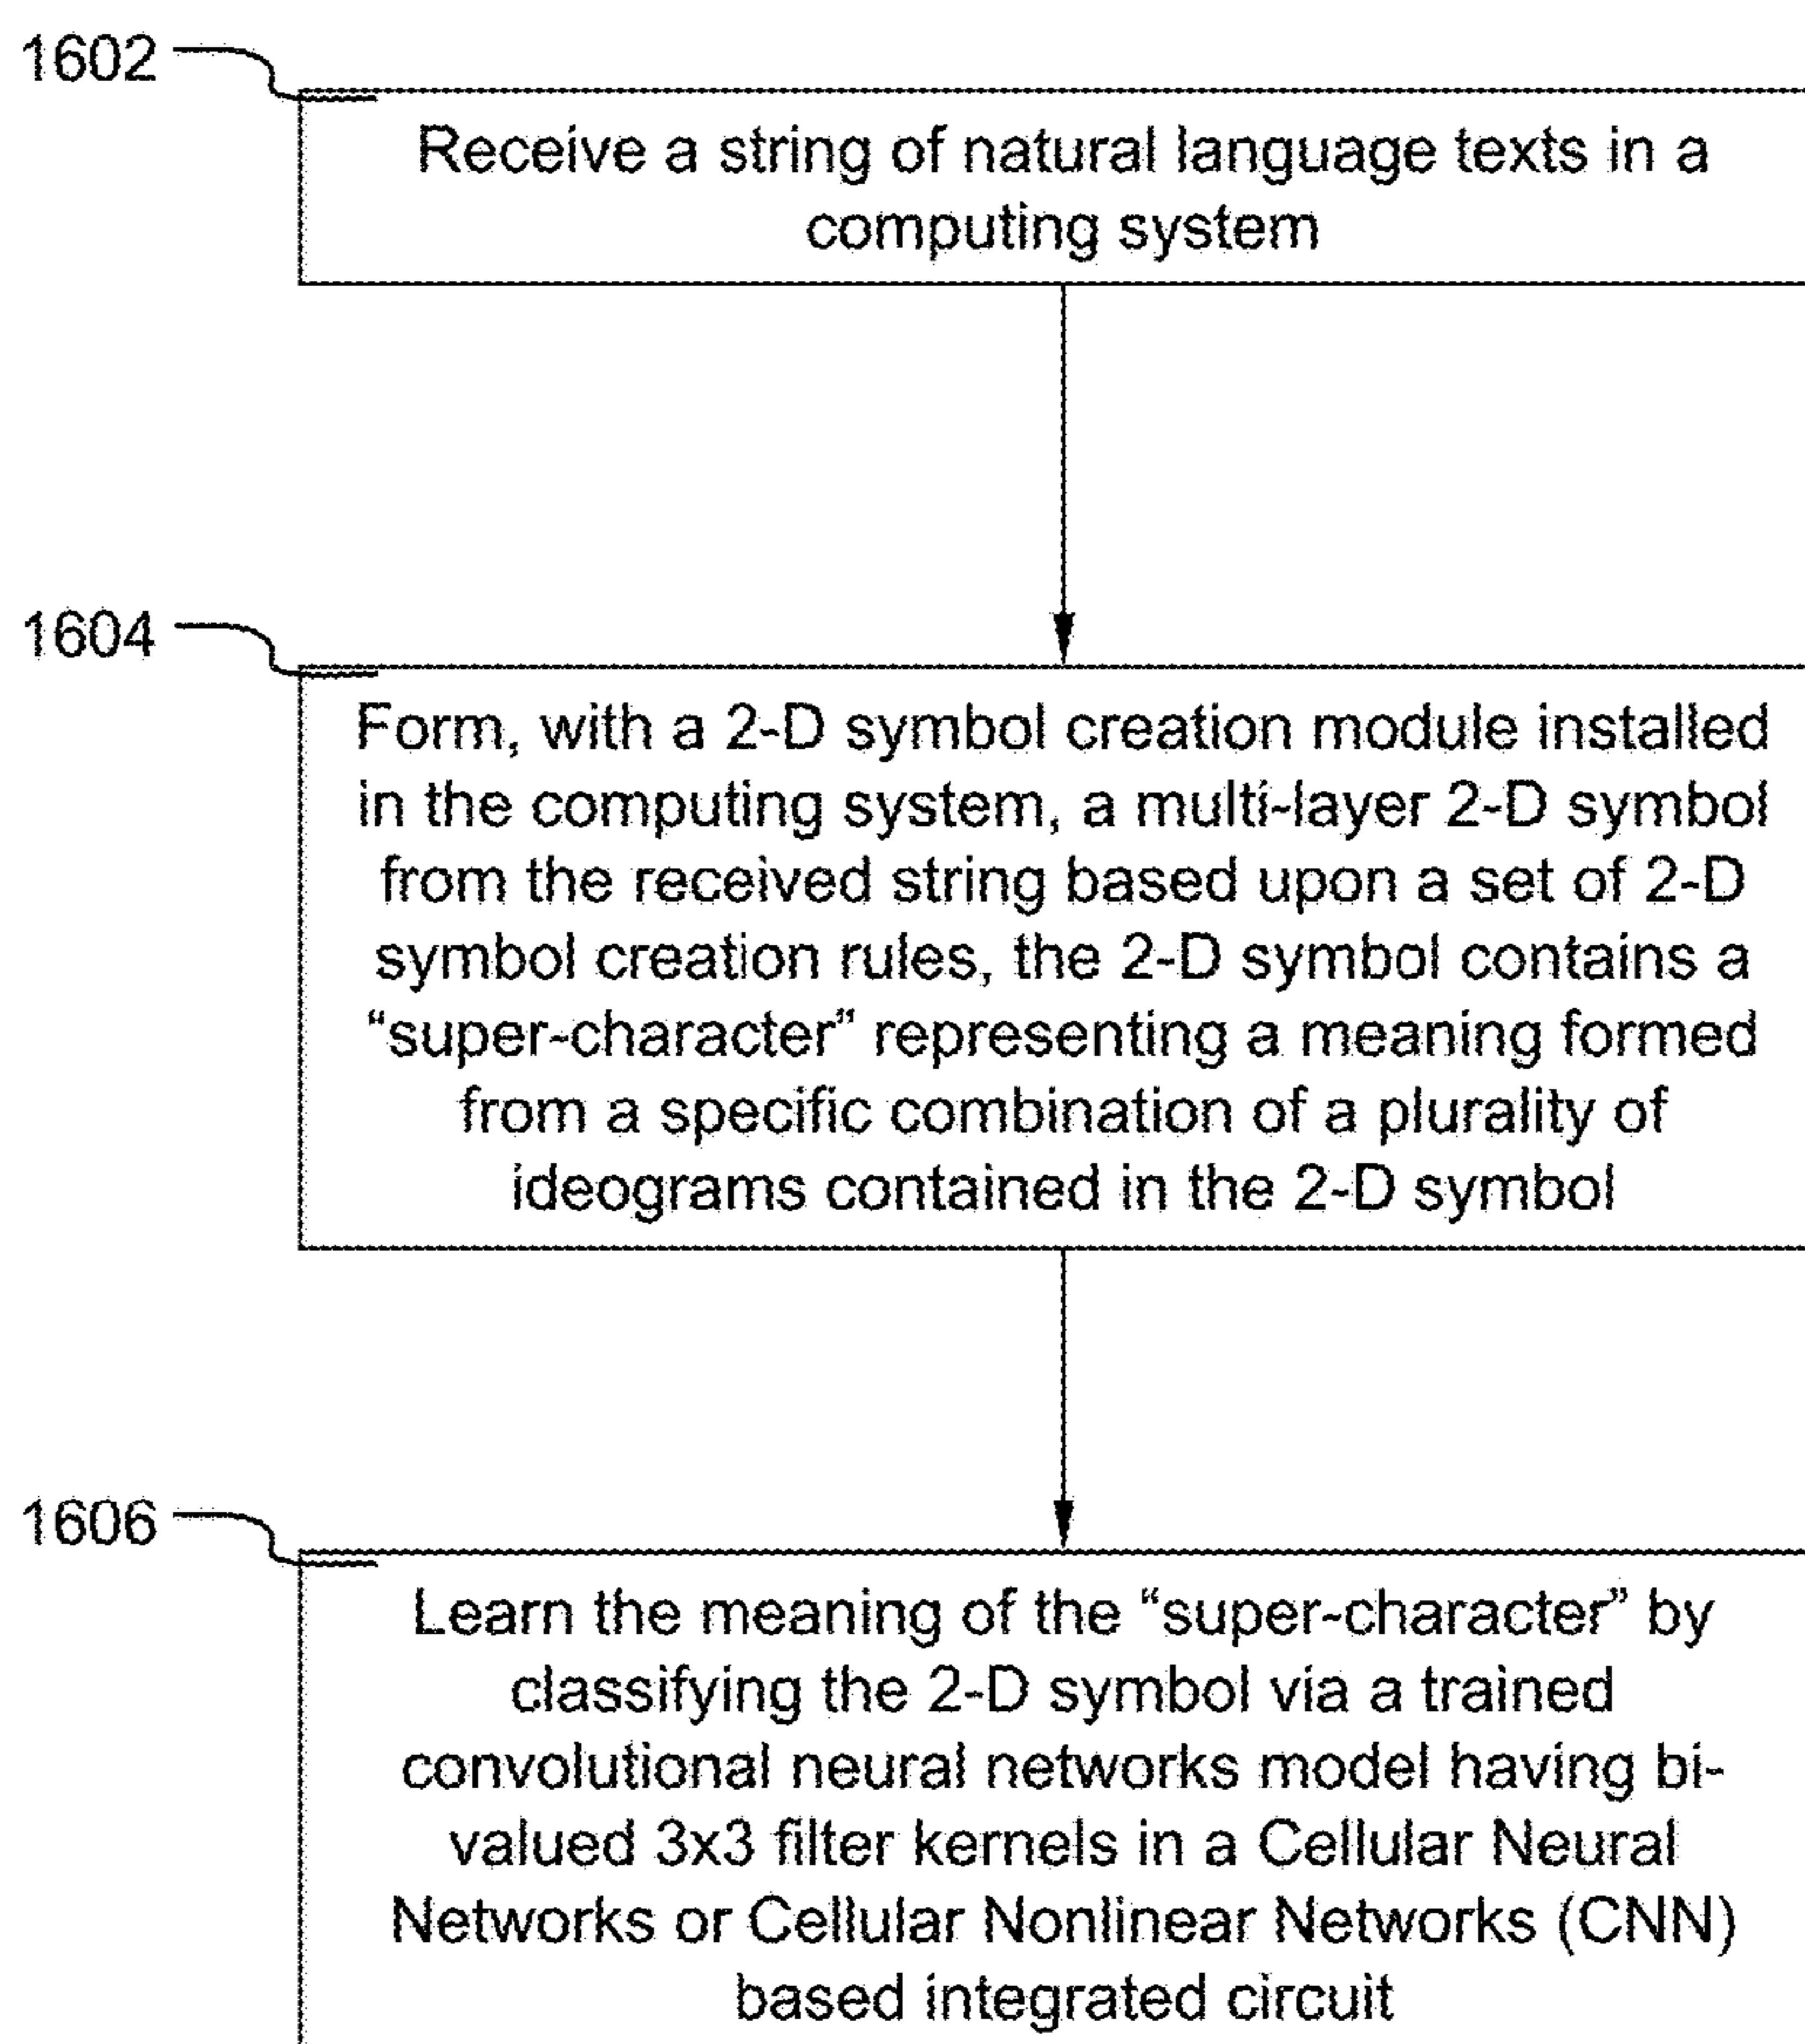 1602
Receive a string of natural language texts in a
computing system
1604
Form, with a 2-D symbol creation module installed
in the computing system, a multi-layer 2-D symbol
from the received string based upon a set of 2-D
symbol creation rules, the 2-D symbol contains a
“super-character” representing a meaning formed
from a specific combination of a plurality of
ideograms contained in the 2-D symbol
1606
Learn the meaning of the “super-character” by
classifying the 2-D symbol via a trained
convolutional neural networks model having bi-
valued 3x3 filter kernels in a Cellular Neural
Networks or Cellular Nonlinear Networks (CNN)
based integrated circuit